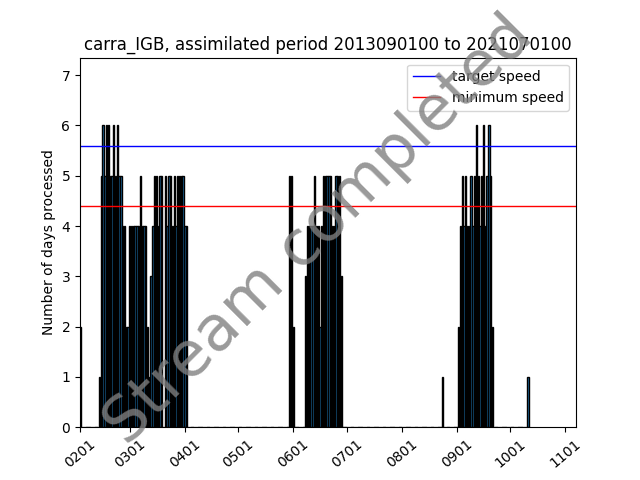 carra_IGB, assimilated period 2013090100 to 2021070100
target speed
minimum speed
Number of days processed
7
6
5
4
3
2
1
0
0201 0301 0401 0501 0601 0701 0801 0901 1001 1101
Stream completed